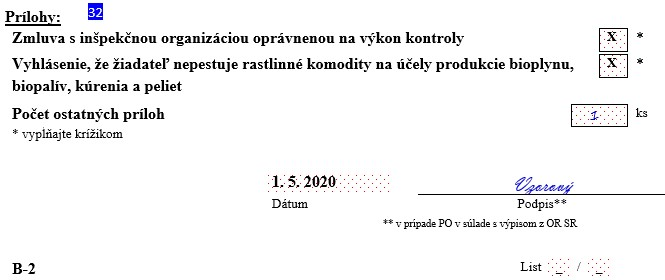 Prílohy: 32
Zmluva s inšpekčnou organizáciou oprávnenou na výkon kontroly X *
Vyhlásenie, že žiadateľ nepestuje rastlinné komodity na účely produkcie bioplynu, X *
biopalív, kúrenia a peliet
Počet ostatných príloh 1 ks
* vyplňajte krížikom
1. 5. 2020 Vzorový
Dátum Podpis**
** v prípade PO v súlade s výpisom z OR SR
B-2 List /